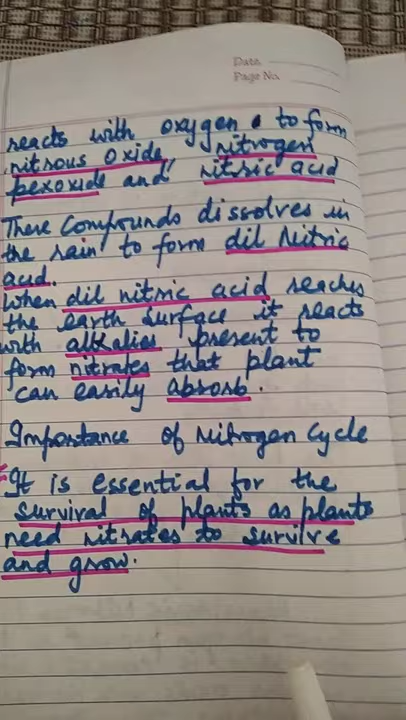 Date
Page No.
reacts with oxygen to form
nitrous oxide, nitrogen
pexoxide and nitric acid
These Compounds dissolves in
the rain to form dil Nitric
acid.
When dil nitric acid reaches
the earth surface it reacts
with alkalies present to
form nitrates that plant
can easily absorb.
Importance of Nitrogen Cycle
It is essential for the
survival of plants as plants
need nitrates to survive
and grow.